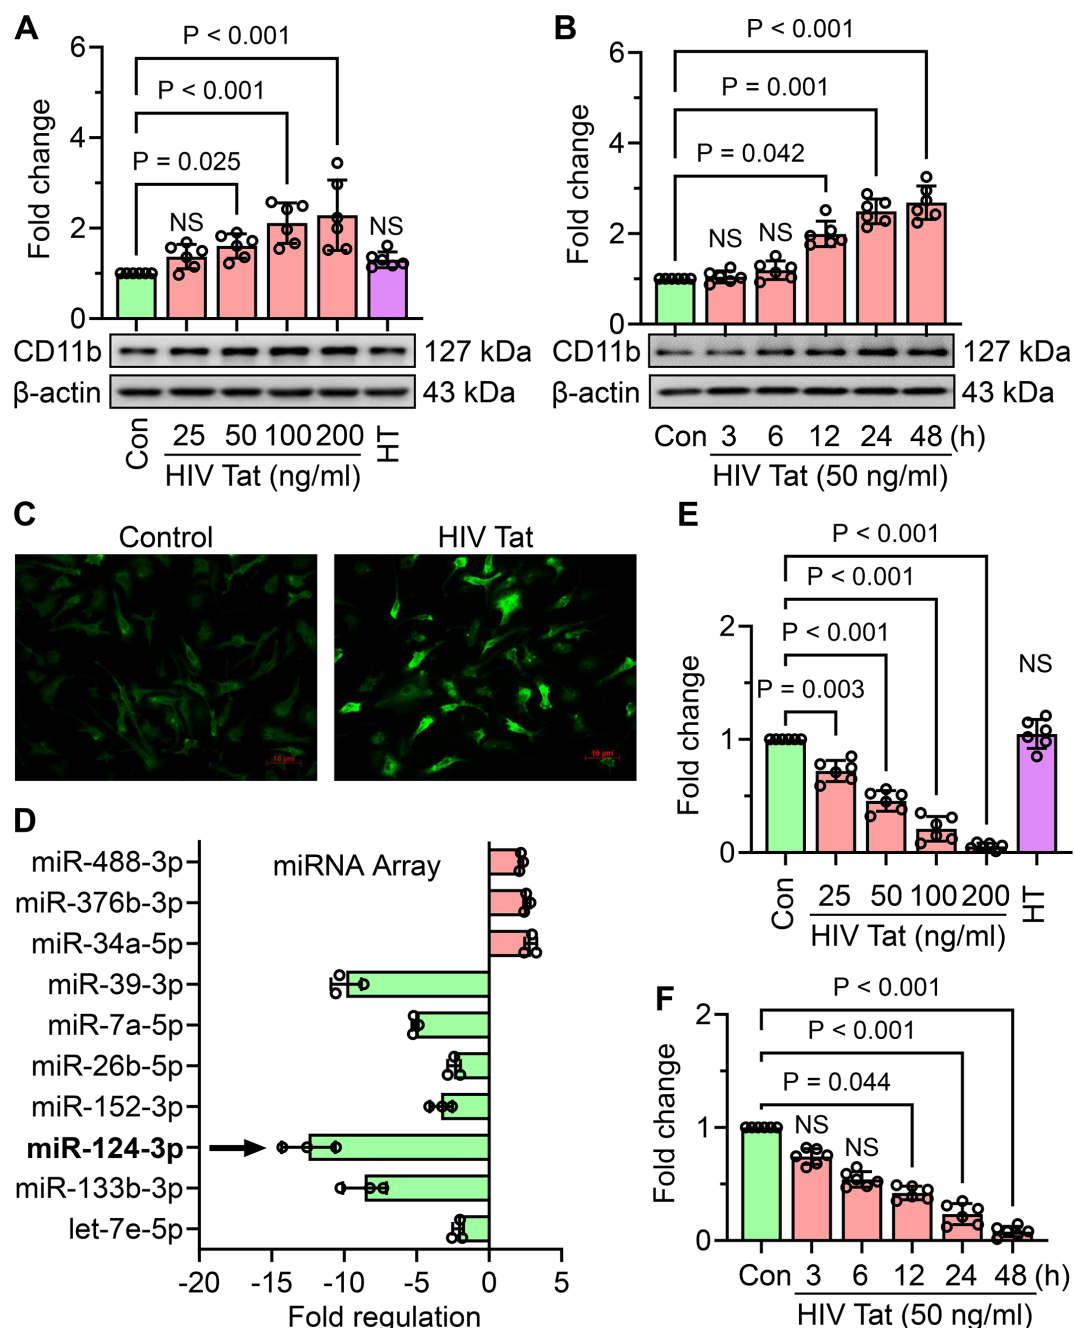 A
P < 0.001
P < 0.001
P = 0.025
NS
NS
Fold change
6
4
2
0
CD11b
127 kDa
β-actin
43 kDa
Con
25 50 100 200
HT
HIV Tat (ng/ml)
B
P < 0.001
P = 0.001
P = 0.042
NS
NS
Fold change
6
4
2
0
CD11b
127 kDa
β-actin
43 kDa
Con 3 6 12 24 48 (h)
HIV Tat (50 ng/ml)
C
Control
HIV Tat
10 µm
10 µm
D
miRNA Array
miR-488-3p
miR-376b-3p
miR-34a-5p
miR-39-3p
miR-7a-5p
miR-26b-5p
miR-152-3p
miR-124-3p
miR-133b-3p
let-7e-5p
-20 -15 -10 -5 0 5
Fold regulation
E
P < 0.001
P < 0.001
P < 0.001
P = 0.003
NS
Fold change
2
1
0
Con
25 50 100 200
HT
HIV Tat (ng/ml)
F
P < 0.001
P < 0.001
P = 0.044
NS
NS
Fold change
2
1
0
Con 3 6 12 24 48 (h)
HIV Tat (50 ng/ml)